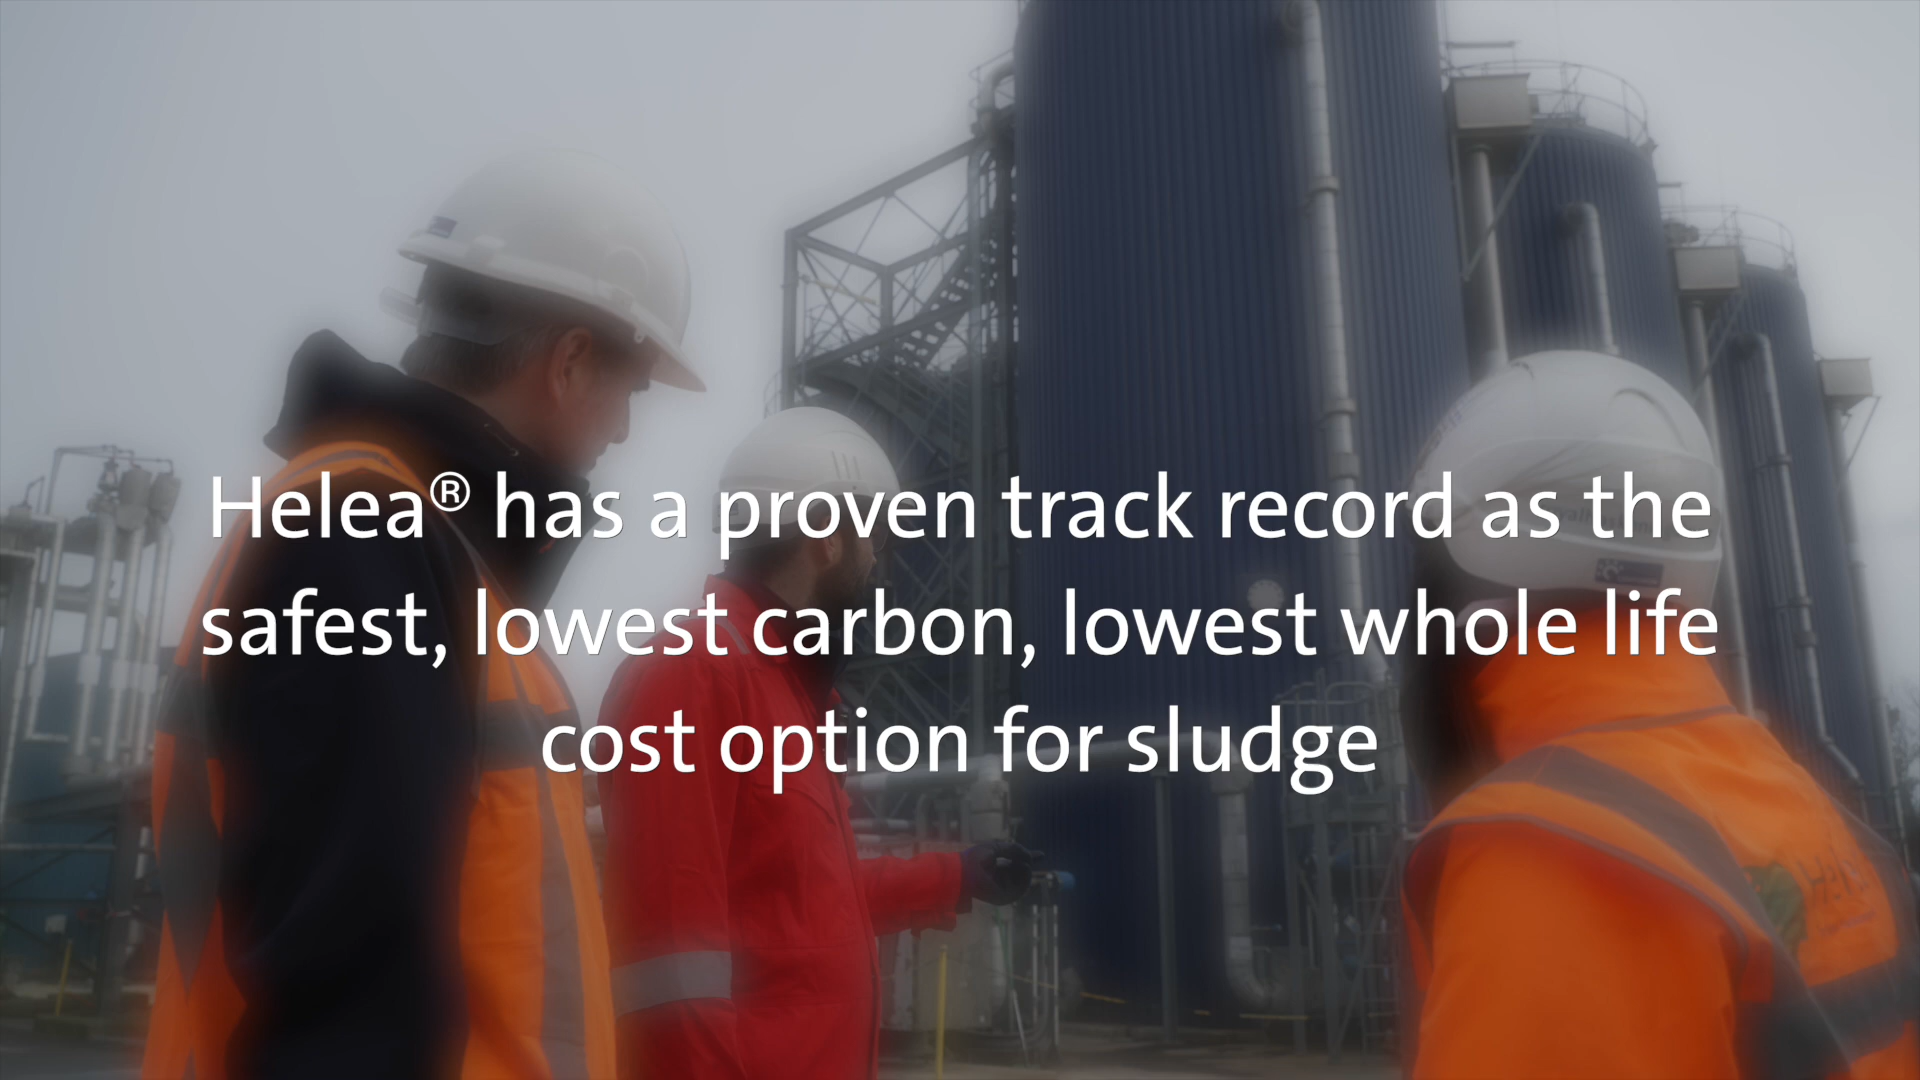 Helea® has a proven track record as the
safest, lowest carbon, lowest whole life
cost option for sludge